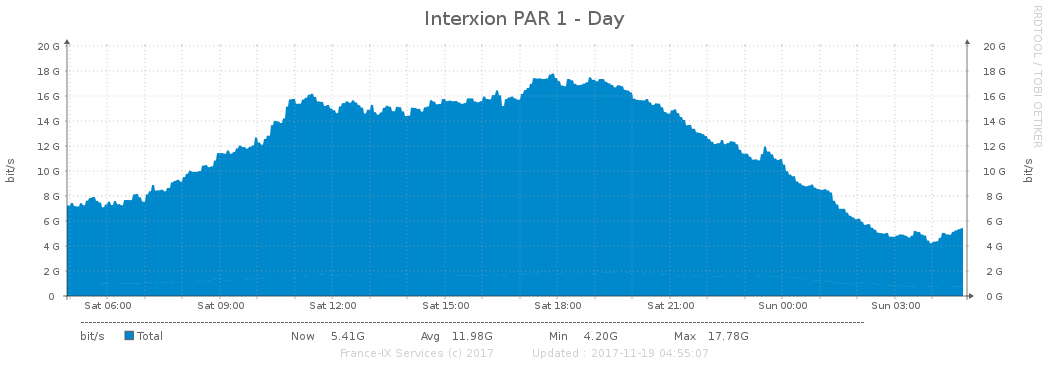 Interxion PAR 1 - Day
RRDTOOL / TOBI OETIKER
20 G 20 G
18 G 18 G
16 G 16 G
14 G 14 G
12 G 12 G
10 G 10 G
8 G 8 G
6 G 6 G
4 G 4 G
2 G 2 G
0 0 G
bit/s bit/s
Sat 06:00 Sat 09:00 Sat 12:00 Sat 15:00 Sat 18:00 Sat 21:00 Sun 00:00 Sun 03:00
bit/s Total Now 5.41G Avg 11.98G Min 4.20G Max 17.78G
France-IX Services (c) 2017 Updated : 2017-11-19 04:55:07